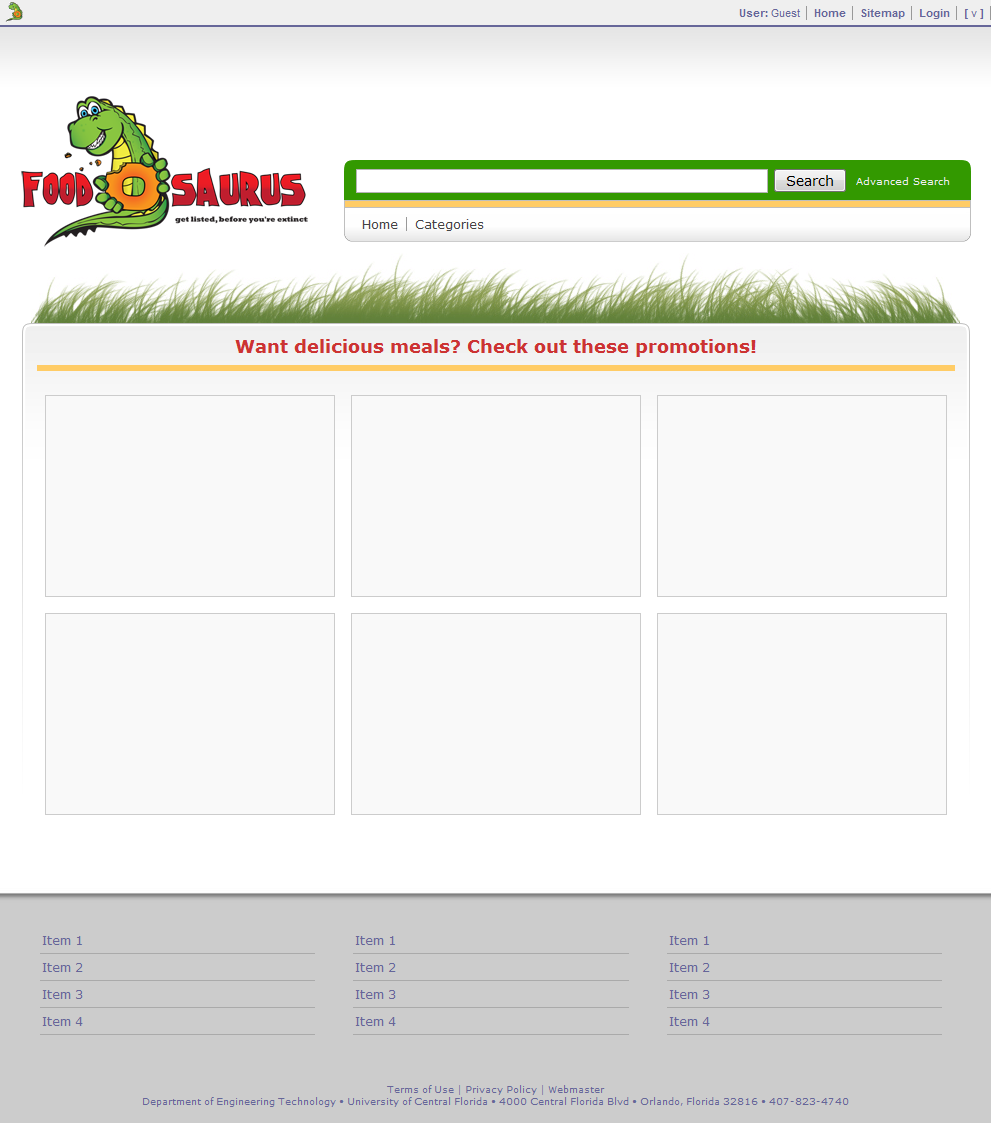 User: Guest | Home | Sitemap | Login | [ v ]
FOOD O SAURUS
get listed, before you're extinct
Search Advanced Search
Home | Categories
Want delicious meals? Check out these promotions!
Item 1 Item 1 Item 1
Item 2 Item 2 Item 2
Item 3 Item 3 Item 3
Item 4 Item 4 Item 4
Terms of Use | Privacy Policy | Webmaster
Department of Engineering Technology • University of Central Florida • 4000 Central Florida Blvd • Orlando, Florida 32816 • 407-823-4740